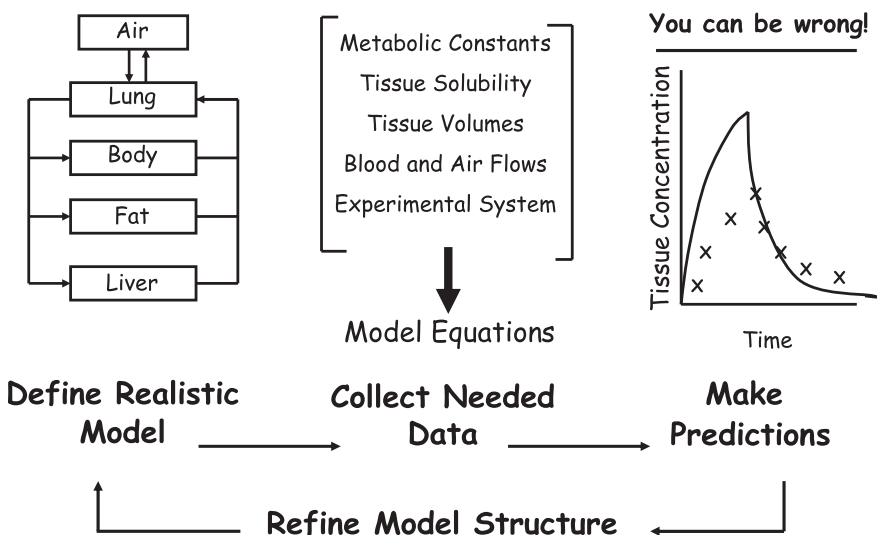 Air
Lung
Body
Fat
Liver
Metabolic Constants
Tissue Solubility
Tissue Volumes
Blood and Air Flows
Experimental System
Model Equations
You can be wrong!
Tissue Concentration
Time
Define Realistic
Model
Collect Needed
Data
Make
Predictions
Refine Model Structure